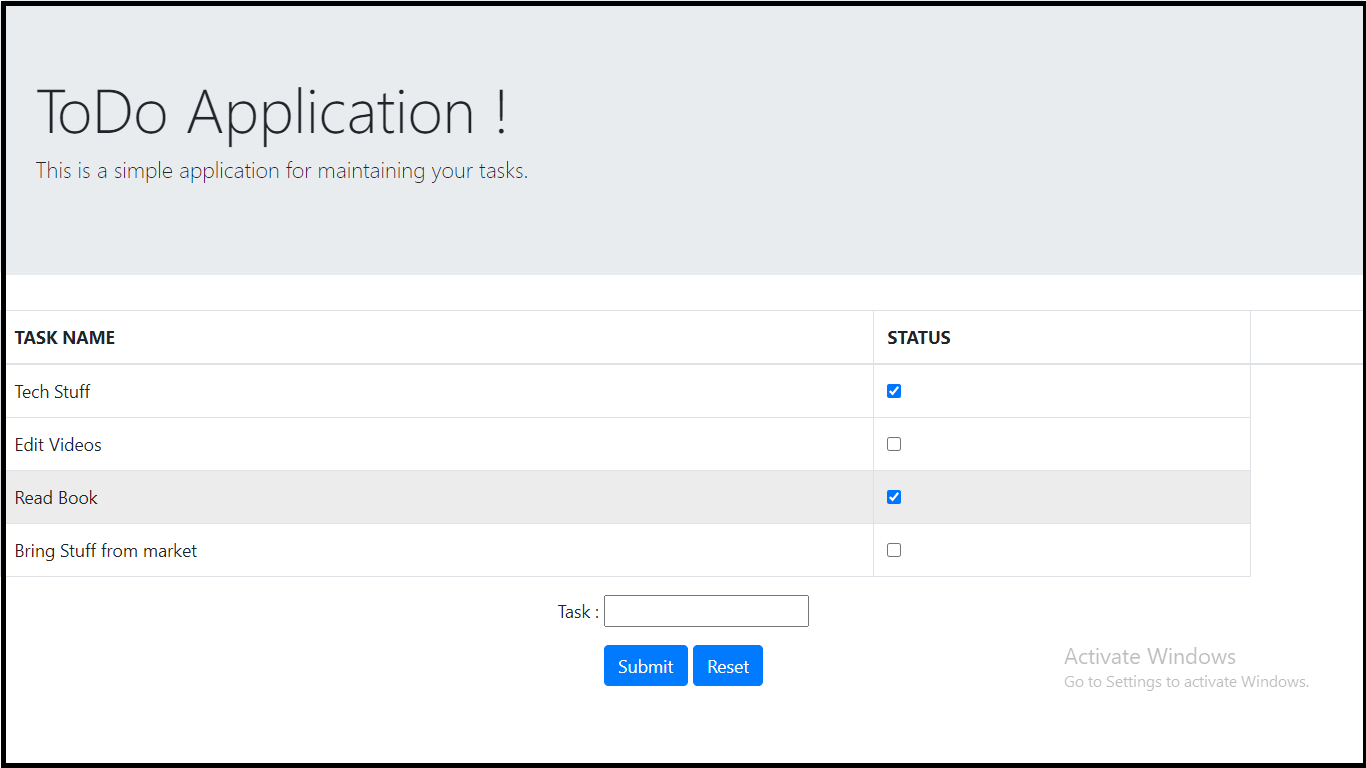 ToDo Application !
This is a simple application for maintaining your tasks.
TASK NAME STATUS
Tech Stuff
Edit Videos
Read Book
Bring Stuff from market
Task :
Submit Reset
Activate Windows
Go to Settings to activate Windows.